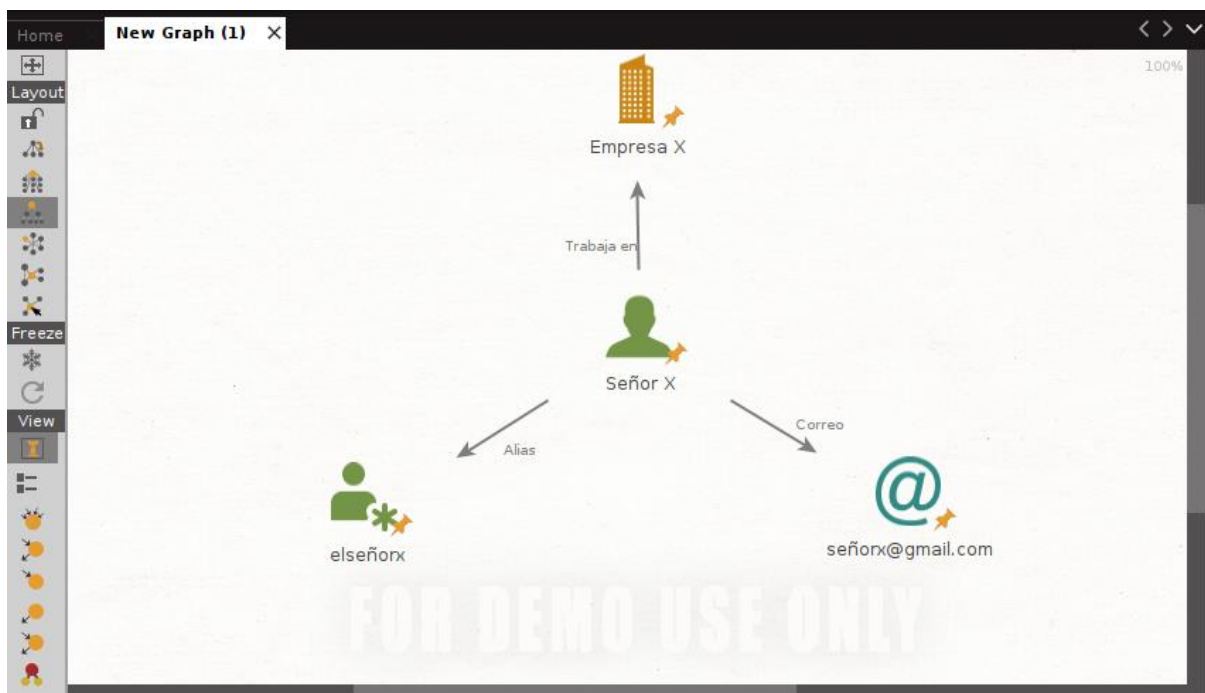 Home
New Graph (1)
100%
Layout
Freeze
View
Empresa X
Trabaja en
Señor X
Alias
Correo
elseñorx
señorx@gmail.com
FOR DEMO USE ONLY